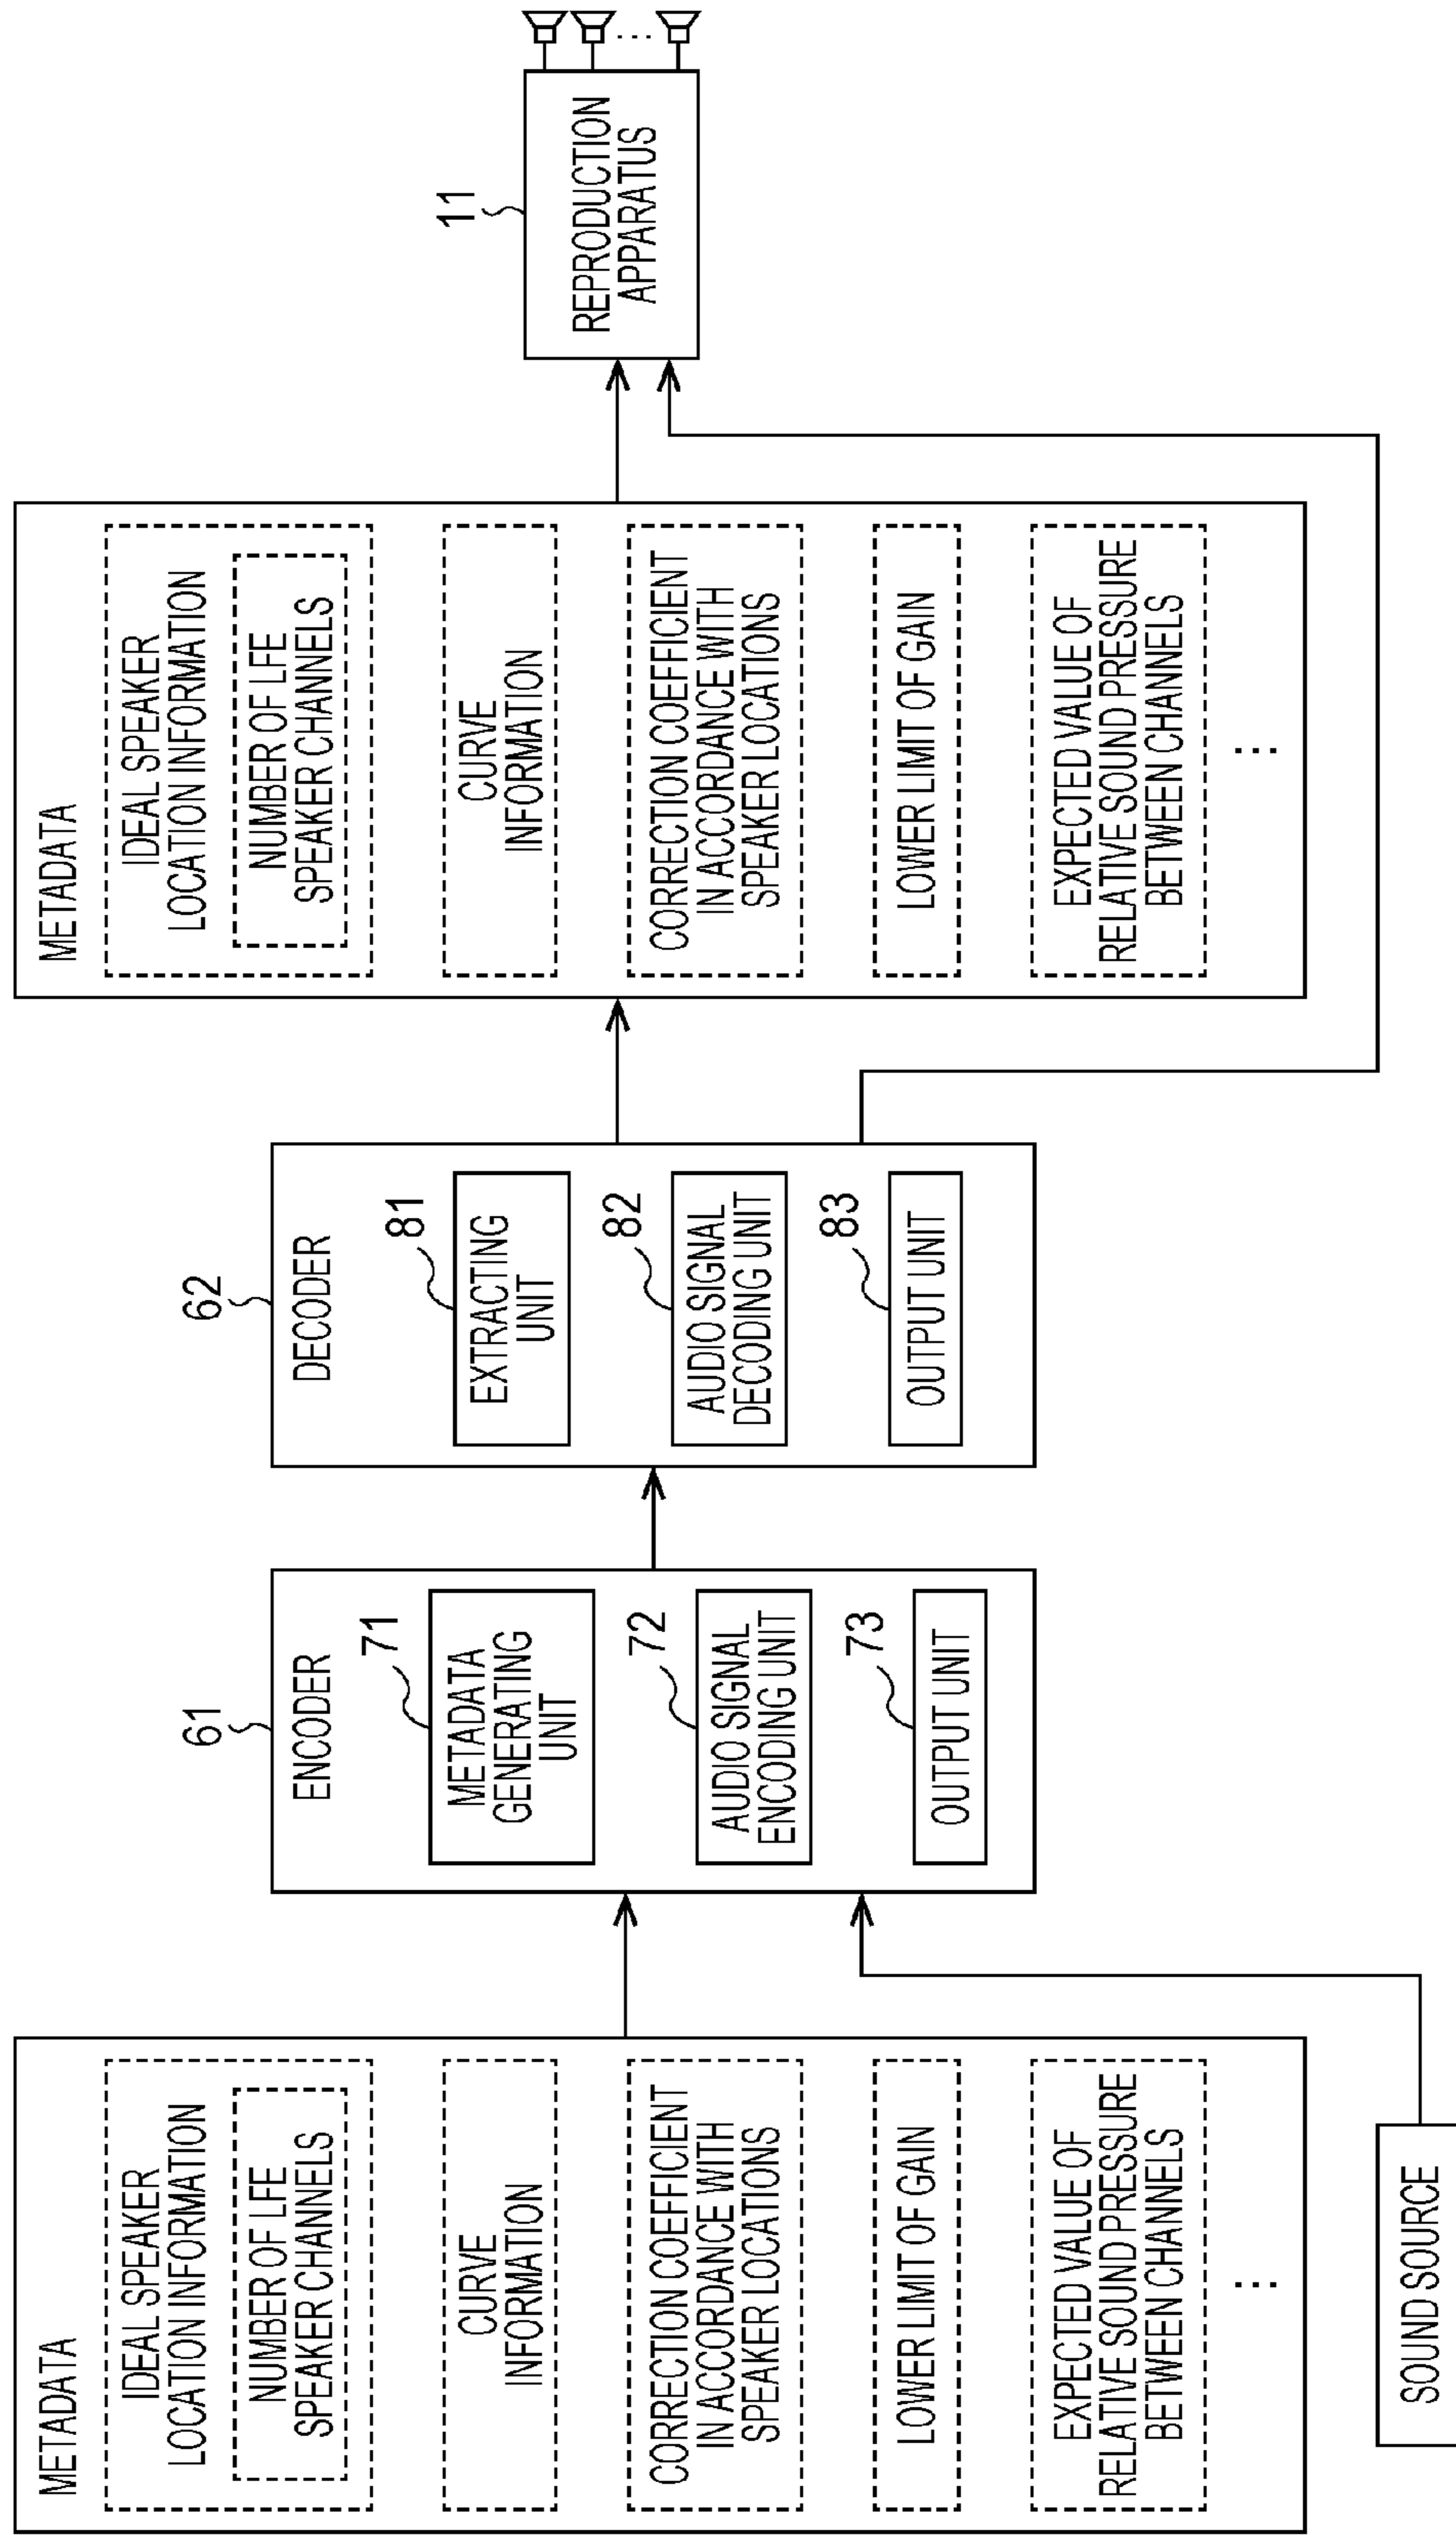 METADATA
IDEAL SPEAKER
LOCATION INFORMATION
NUMBER OF LFE
SPEAKER CHANNELS
CURVE
INFORMATION
CORRECTION COEFFICIENT
IN ACCORDANCE WITH
SPEAKER LOCATIONS
LOWER LIMIT OF GAIN
EXPECTED VALUE OF
RELATIVE SOUND PRESSURE
BETWEEN CHANNELS
...
SOUND SOURCE
61
ENCODER
71
METADATA
GENERATING
UNIT
72
AUDIO SIGNAL
ENCODING UNIT
73
OUTPUT UNIT
62
DECODER
81
EXTRACTING
UNIT
82
AUDIO SIGNAL
DECODING UNIT
83
OUTPUT UNIT
METADATA
IDEAL SPEAKER
LOCATION INFORMATION
NUMBER OF LFE
SPEAKER CHANNELS
CURVE
INFORMATION
CORRECTION COEFFICIENT
IN ACCORDANCE WITH
SPEAKER LOCATIONS
LOWER LIMIT OF GAIN
EXPECTED VALUE OF
RELATIVE SOUND PRESSURE
BETWEEN CHANNELS
...
11
REPRODUCTION
APPARATUS
...